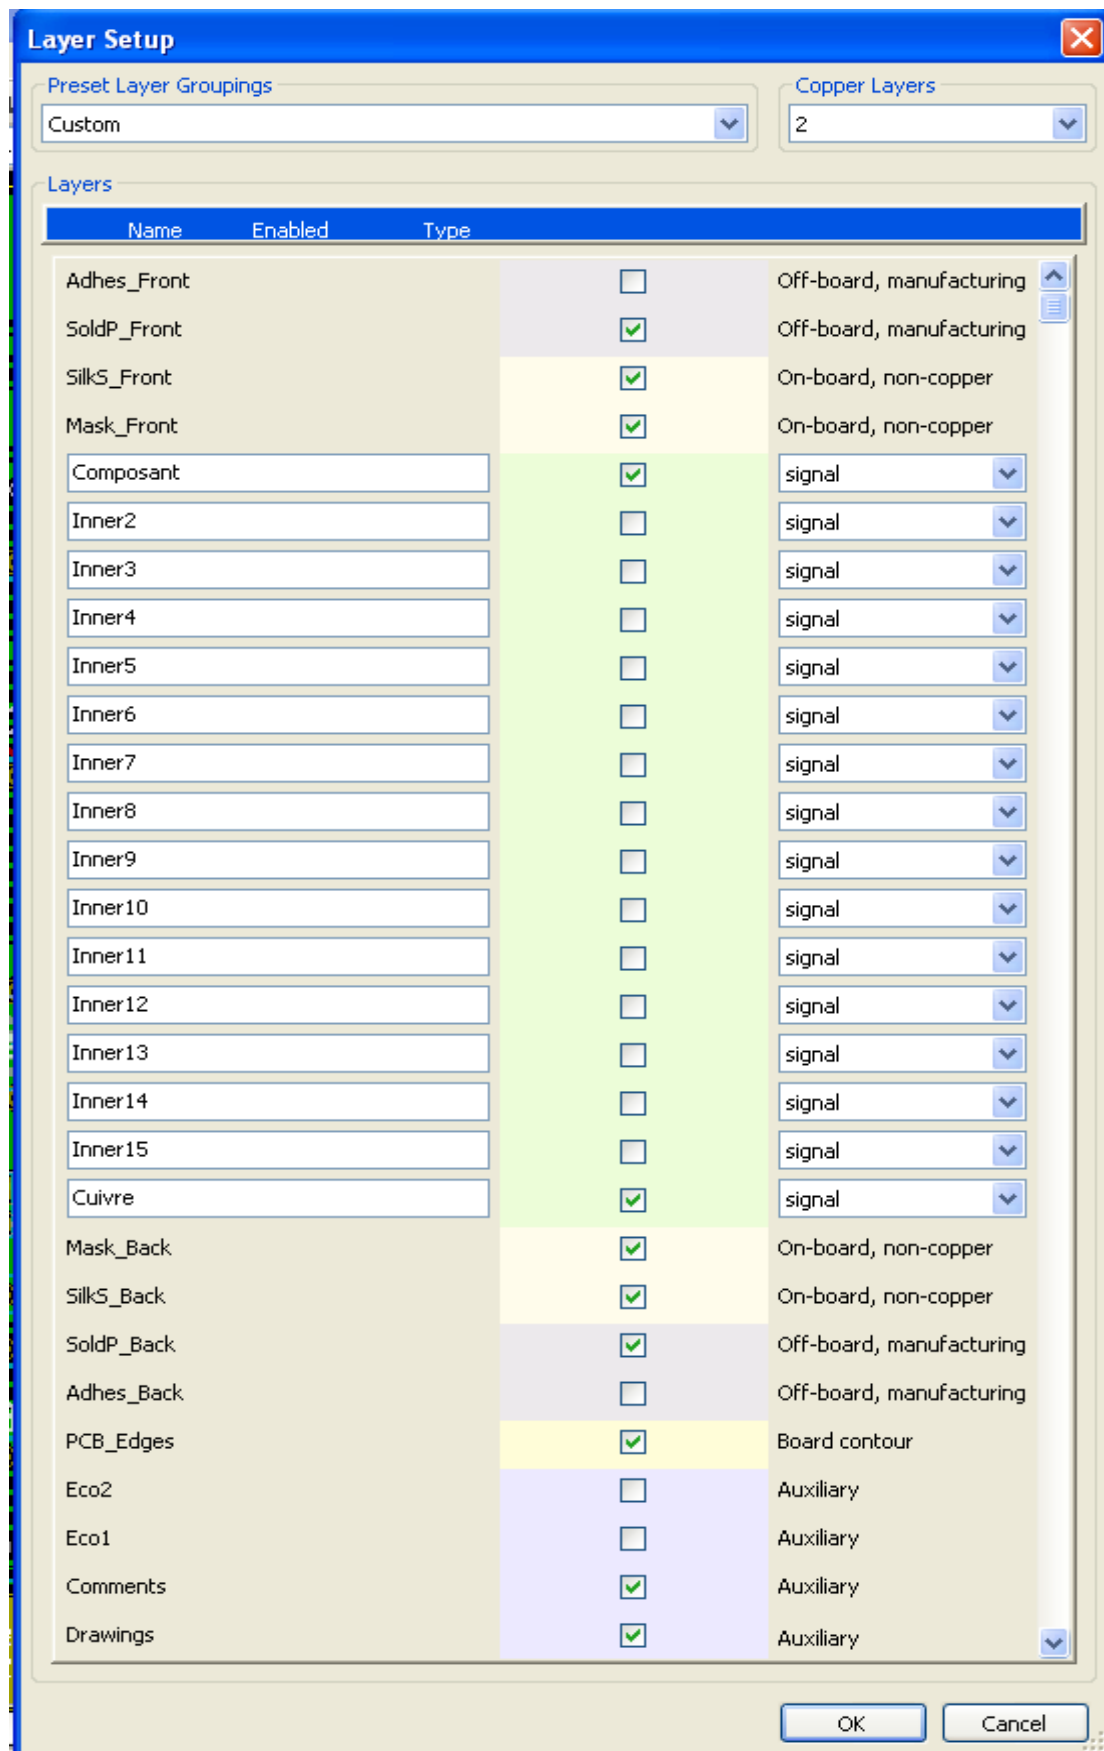 Layer Setup
Preset Layer Groupings Copper Layers
Custom 2
Layers
Name Enabled Type
Adhes_Front Off-board, manufacturing
SoldP_Front Off-board, manufacturing
SilkS_Front On-board, non-copper
Mask_Front On-board, non-copper
Composant signal
Inner2 signal
Inner3 signal
Inner4 signal
Inner5 signal
Inner6 signal
Inner7 signal
Inner8 signal
Inner9 signal
Inner10 signal
Inner11 signal
Inner12 signal
Inner13 signal
Inner14 signal
Inner15 signal
Cuivre signal
Mask_Back On-board, non-copper
SilkS_Back On-board, non-copper
SoldP_Back Off-board, manufacturing
Adhes_Back Off-board, manufacturing
PCB_Edges Board contour
Eco2 Auxiliary
Eco1 Auxiliary
Comments Auxiliary
Drawings Auxiliary
OK Cancel